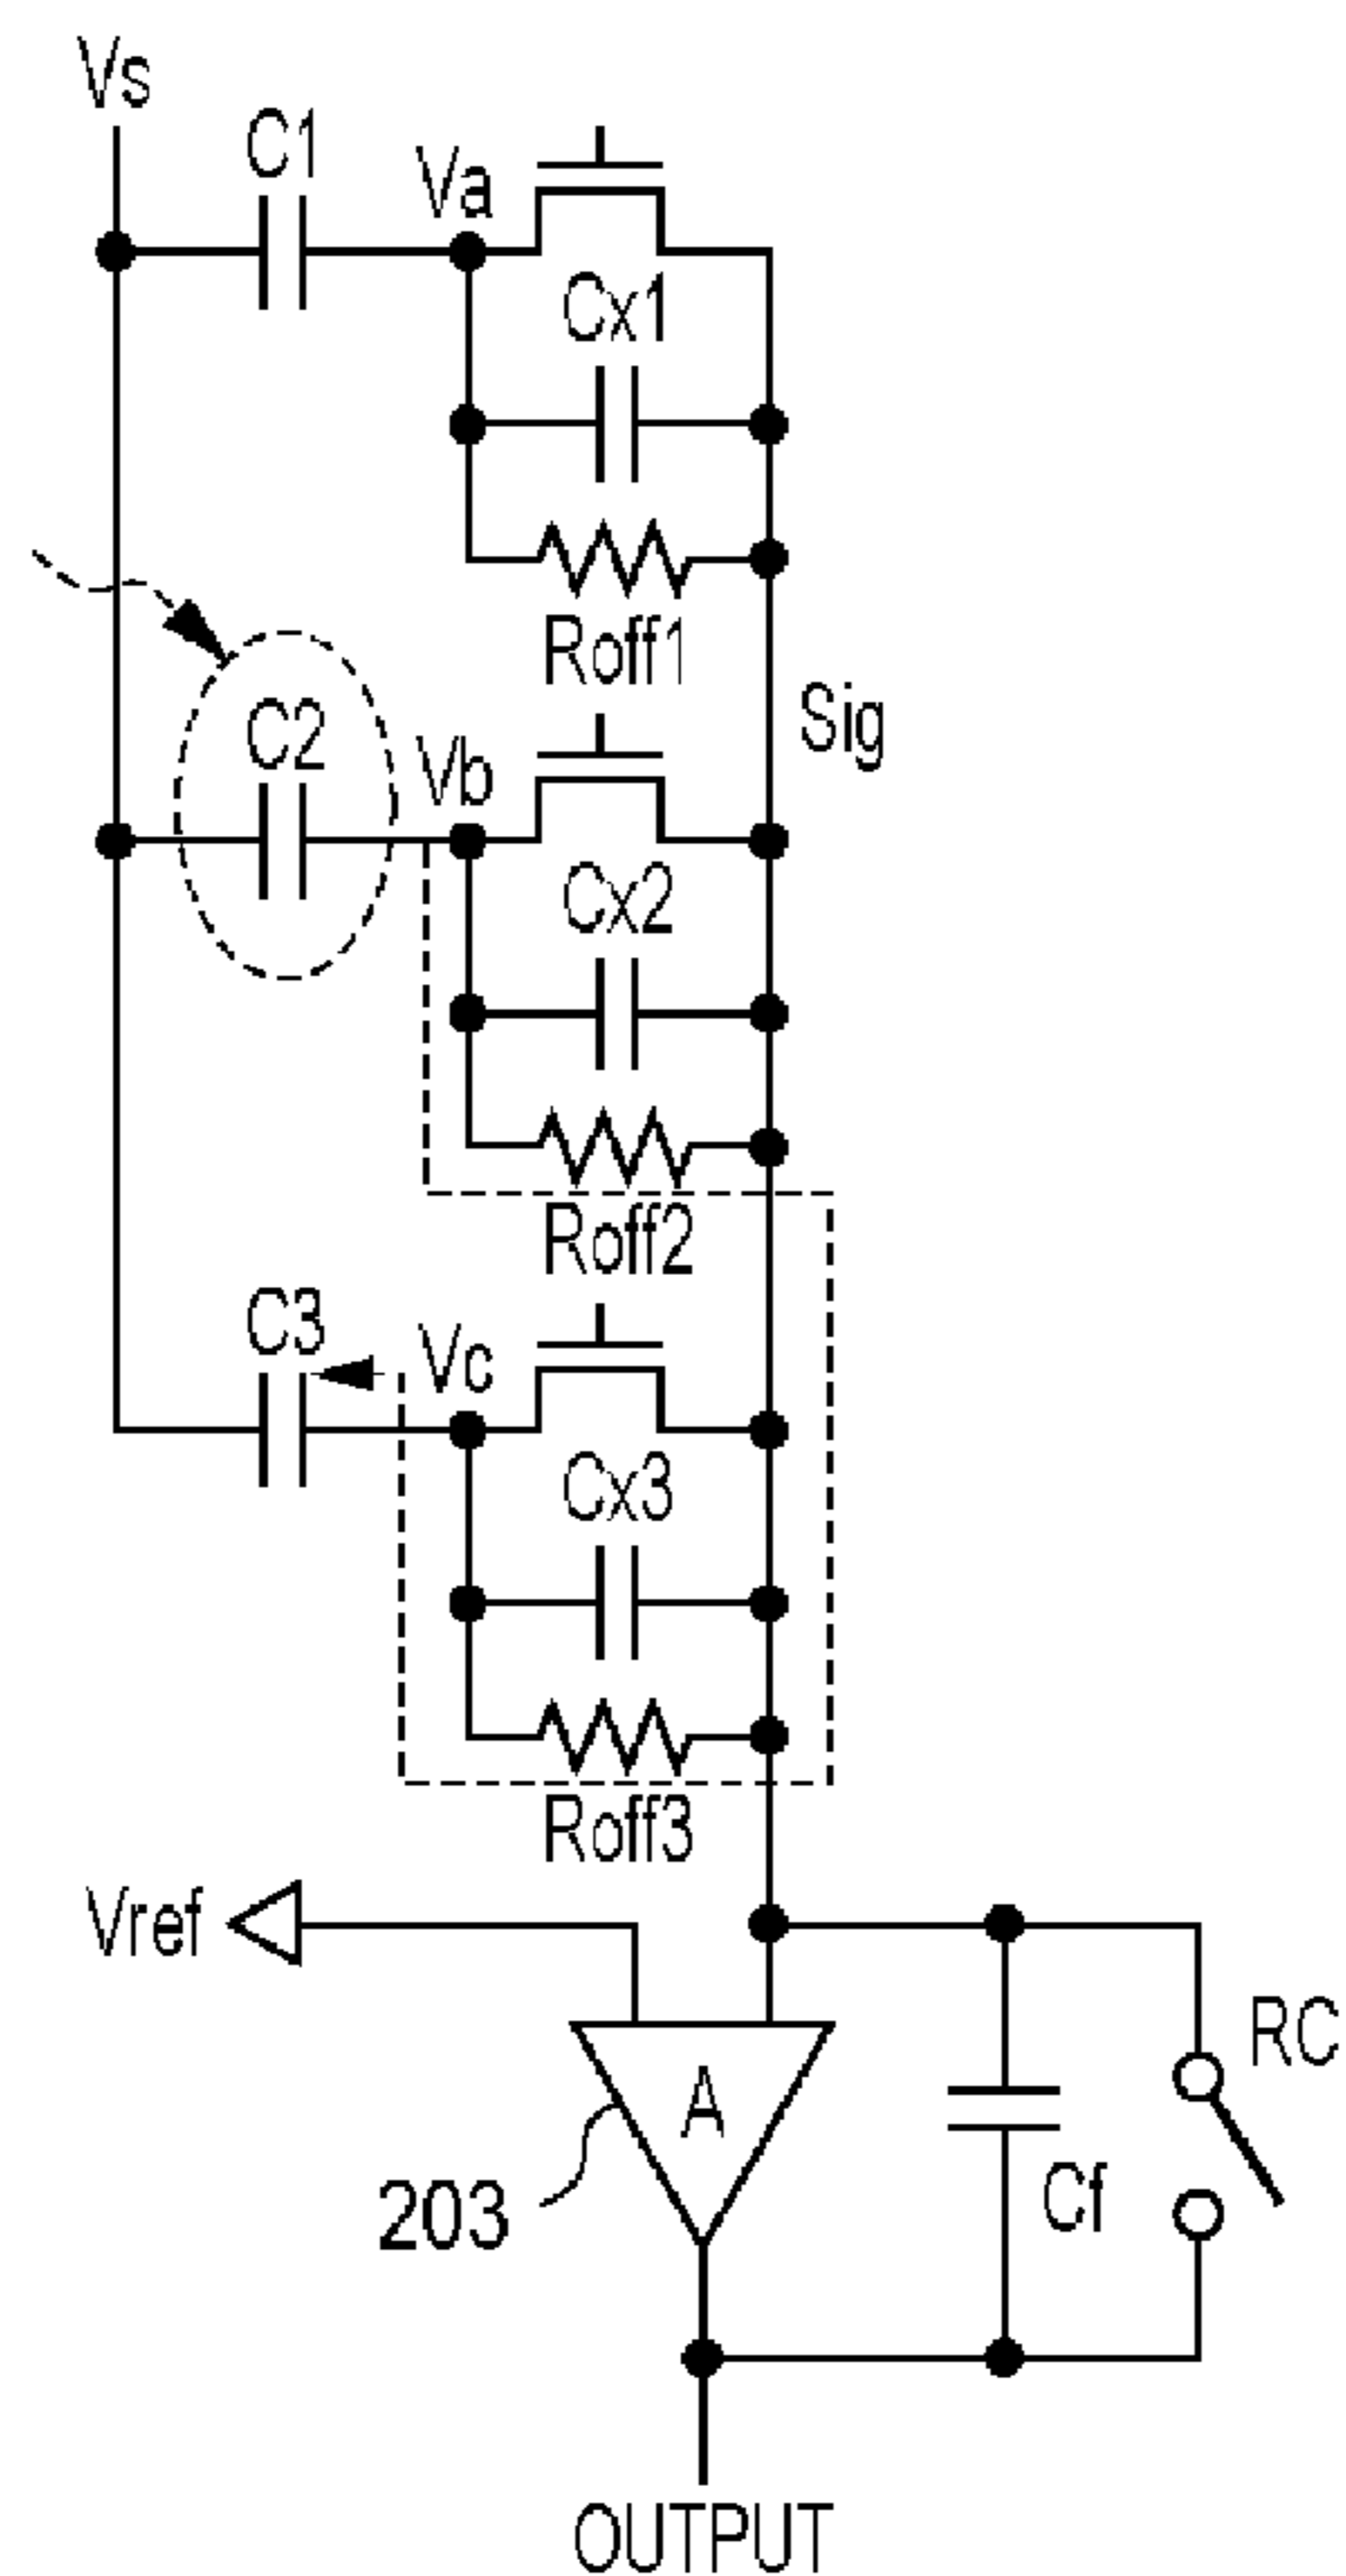 Vs
C1
Va
Cx1
Roff1
Sig
C2
Vb
Cx2
Roff2
C3
Vc
Cx3
Roff3
Vref
RC
A
203
Cf
OUTPUT